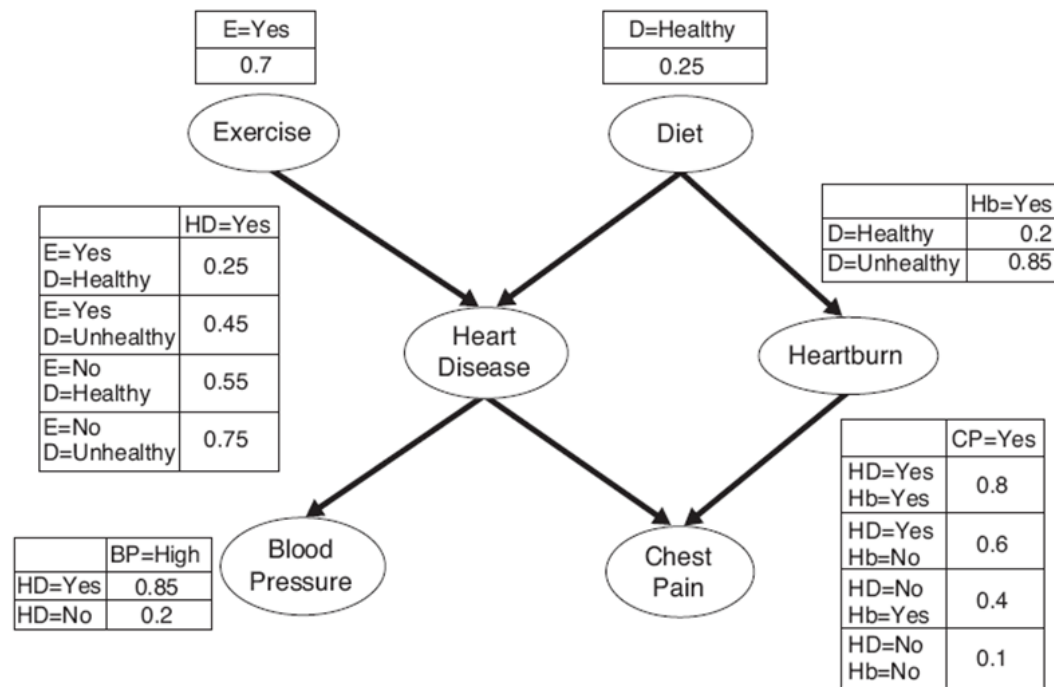 E=Yes
0.7
D=Healthy
0.25
Exercise
Diet
HD=Yes
E=Yes
D=Healthy
0.25
E=Yes
D=Unhealthy
0.45
E=No
D=Healthy
0.55
E=No
D=Unhealthy
0.75
Hb=Yes
D=Healthy 0.2
D=Unhealthy 0.85
Heart
Disease
Heartburn
BP=High
HD=Yes 0.85
HD=No 0.2
Blood
Pressure
Chest
Pain
CP=Yes
HD=Yes
Hb=Yes
0.8
HD=Yes
Hb=No
0.6
HD=No
Hb=Yes
0.4
HD=No
Hb=No
0.1